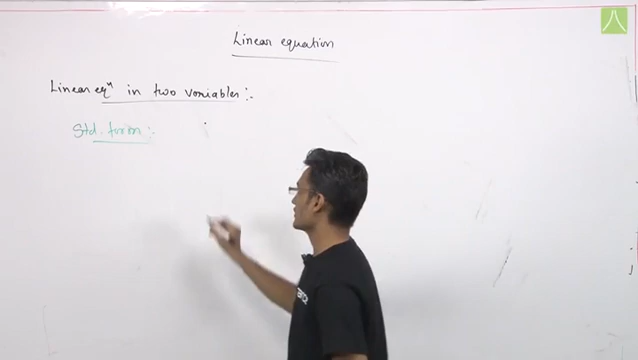 Linear equation
Linear eqⁿ in two variables :-
Std. form :-